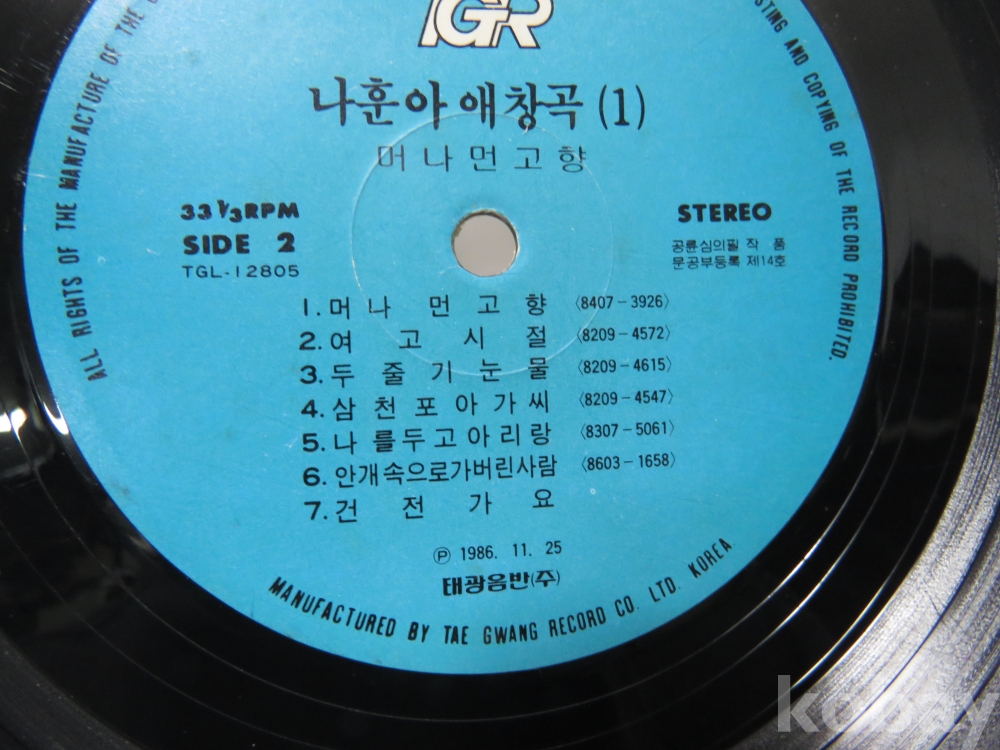 TGR
나훈아 애창곡 (1)
머나먼고향
33 1/3 RPM
SIDE 2
TGL-12805
STEREO
공륜심의필 작품
문공부등록 제14호
1. 머나 먼고향 〈8407-3926〉
2. 여고시절 〈8209-4572〉
3. 두 줄기눈물 〈8209-4615〉
4. 삼천포아가씨 〈8209-4547〉
5. 나를두고아리랑 〈8307-5061〉
6. 안개속으로가버린사람 〈8603-1658〉
7. 건전가요
Ⓟ 1986. 11. 25
태광음반(주)
MANUFACTURED BY TAE GWANG RECORD CO. LTD. KOREA
ALL RIGHTS OF THE MANUFACTURE OF THE
STING AND COPYING OF THE RECORD PROHIBITED.
kobay